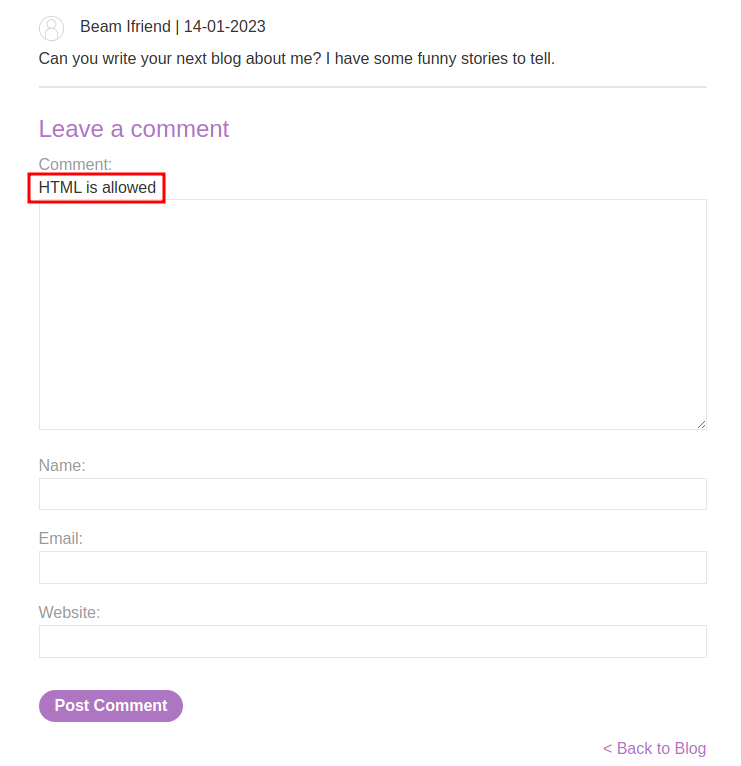 Beam Ifriend | 14-01-2023
Can you write your next blog about me? I have some funny stories to tell.
Leave a comment
Comment:
HTML is allowed
Name:
Email:
Website:
Post Comment
< Back to Blog